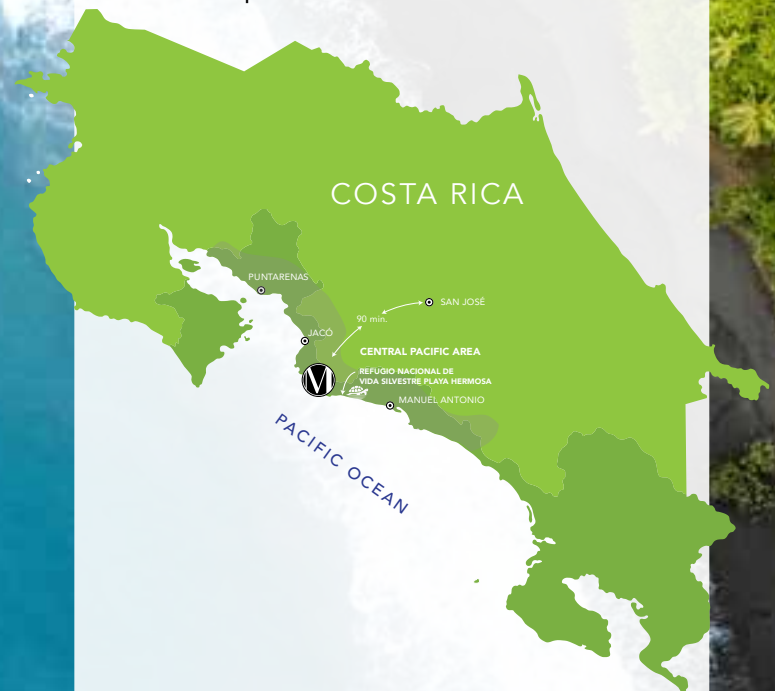 COSTA RICA
PUNTARENAS
SAN JOSÉ
90 min.
JACÓ
CENTRAL PACIFIC AREA
REFUGIO NACIONAL DE
VIDA SILVESTRE PLAYA HERMOSA
M
MANUEL ANTONIO
PACIFIC OCEAN